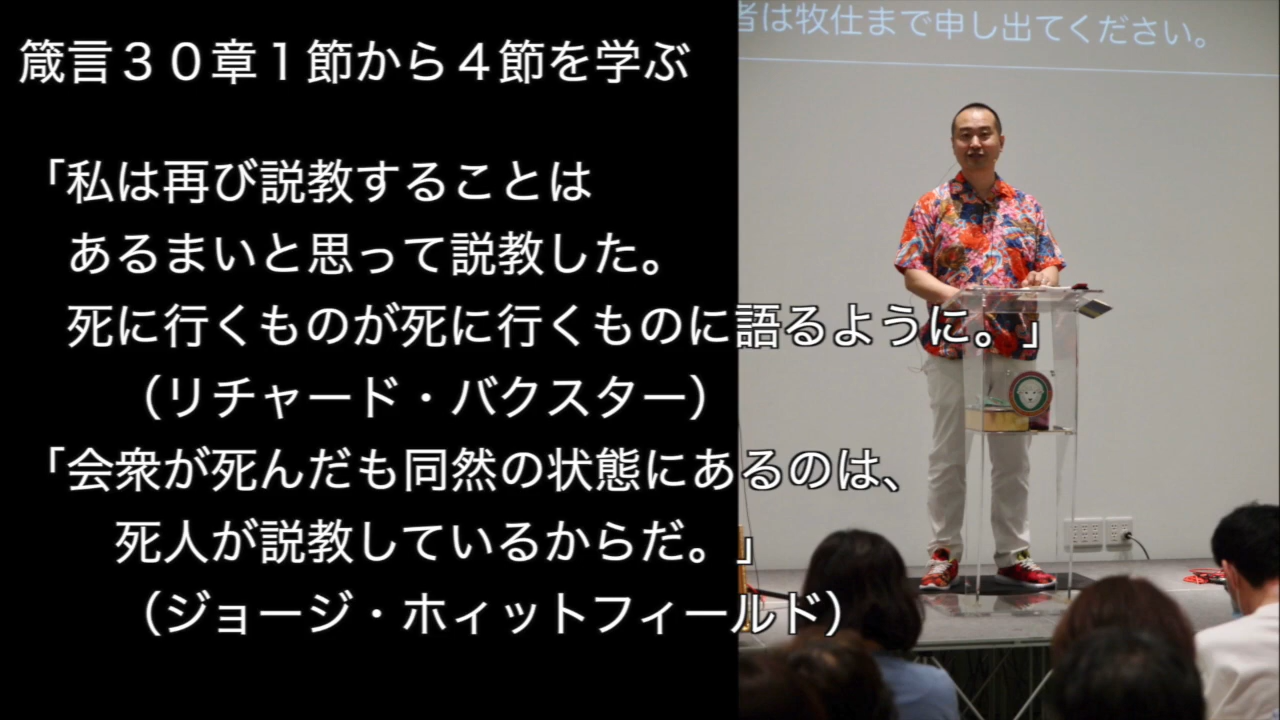 箴言３０章１節から４節を学ぶ
「私は再び説教することは
あるまいと思って説教した。
死に行くものが死に行くものに語るように。」
（リチャード・バクスター）
「会衆が死んだも同然の状態にあるのは、
死人が説教しているからだ。」
（ジョージ・ホィットフィールド）
者は牧仕まで申し出てください。